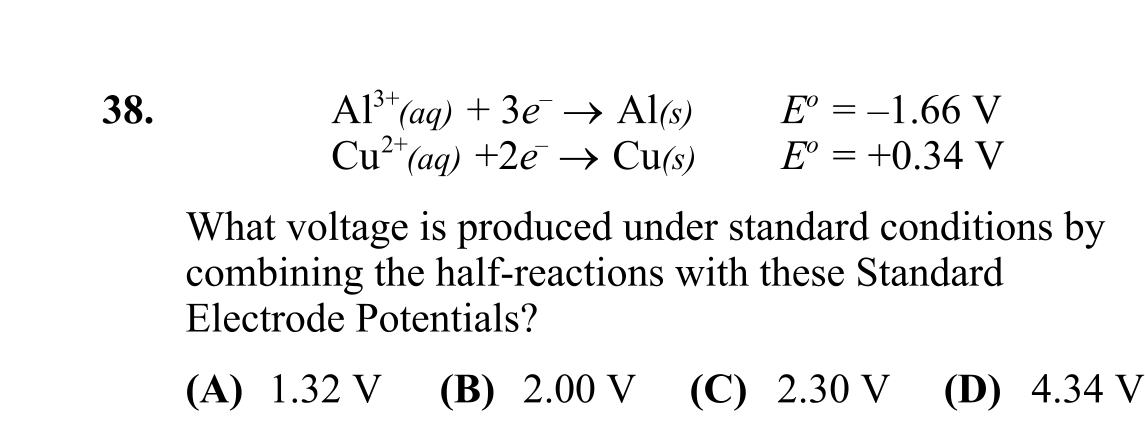 38. Al³⁺(aq) + 3e⁻ → Al(s) E° = –1.66 V
Cu²⁺(aq) +2e⁻ → Cu(s) E° = +0.34 V
What voltage is produced under standard conditions by
combining the half-reactions with these Standard
Electrode Potentials?
(A) 1.32 V (B) 2.00 V (C) 2.30 V (D) 4.34 V